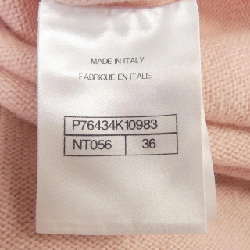 MADE IN ITALY
FABRIQUE EN ITALIE
P76434K10983
NT056 36